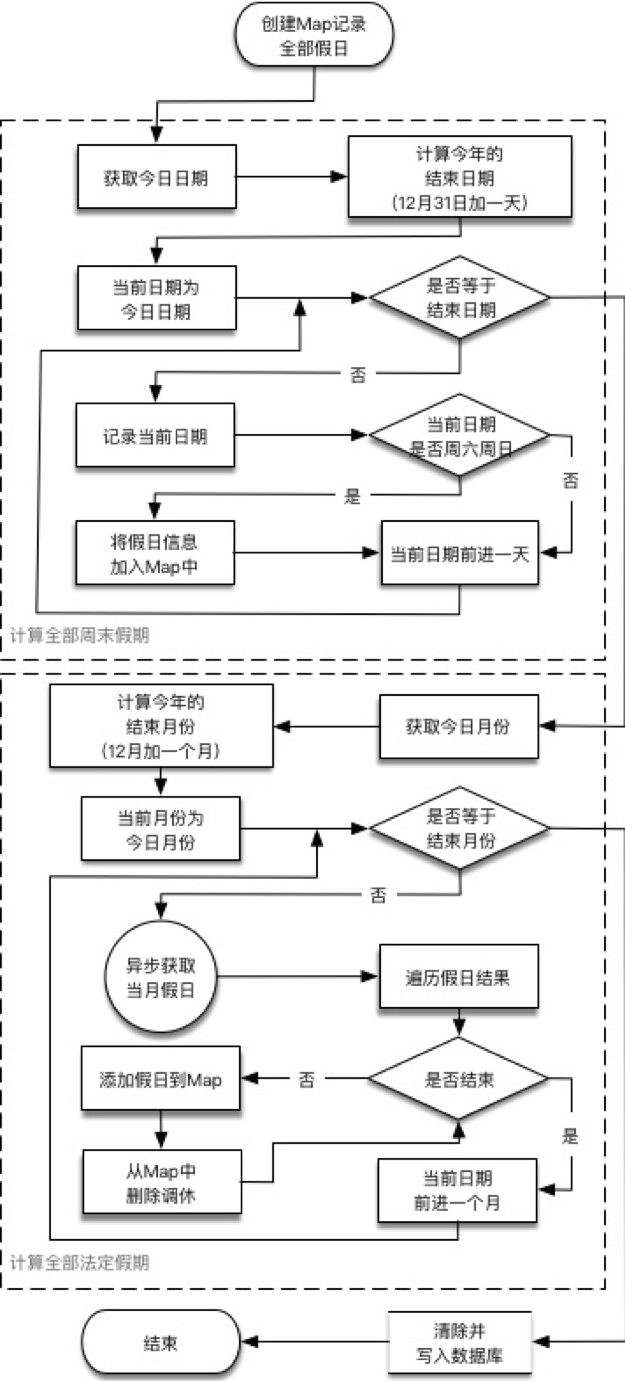 创建Map记录
全部假日
获取今日日期
计算今年的
结束日期
（12月31日加一天）
当前日期为
今日日期
是否等于
结束日期
否
记录当前日期
当前日期
是否周六周日
否
是
将假日信息
加入Map中
当前日期前进一天
计算全部周末假期
计算今年的
结束月份
（12月加一个月）
获取今日月份
当前月份为
今日月份
是否等于
结束月份
否
异步获取
当月假日
遍历假日结果
添加假日到Map
否
是否结束
是
从Map中
删除调休
当前日期
前进一个月
计算全部法定假期
结束
清除并
写入数据库